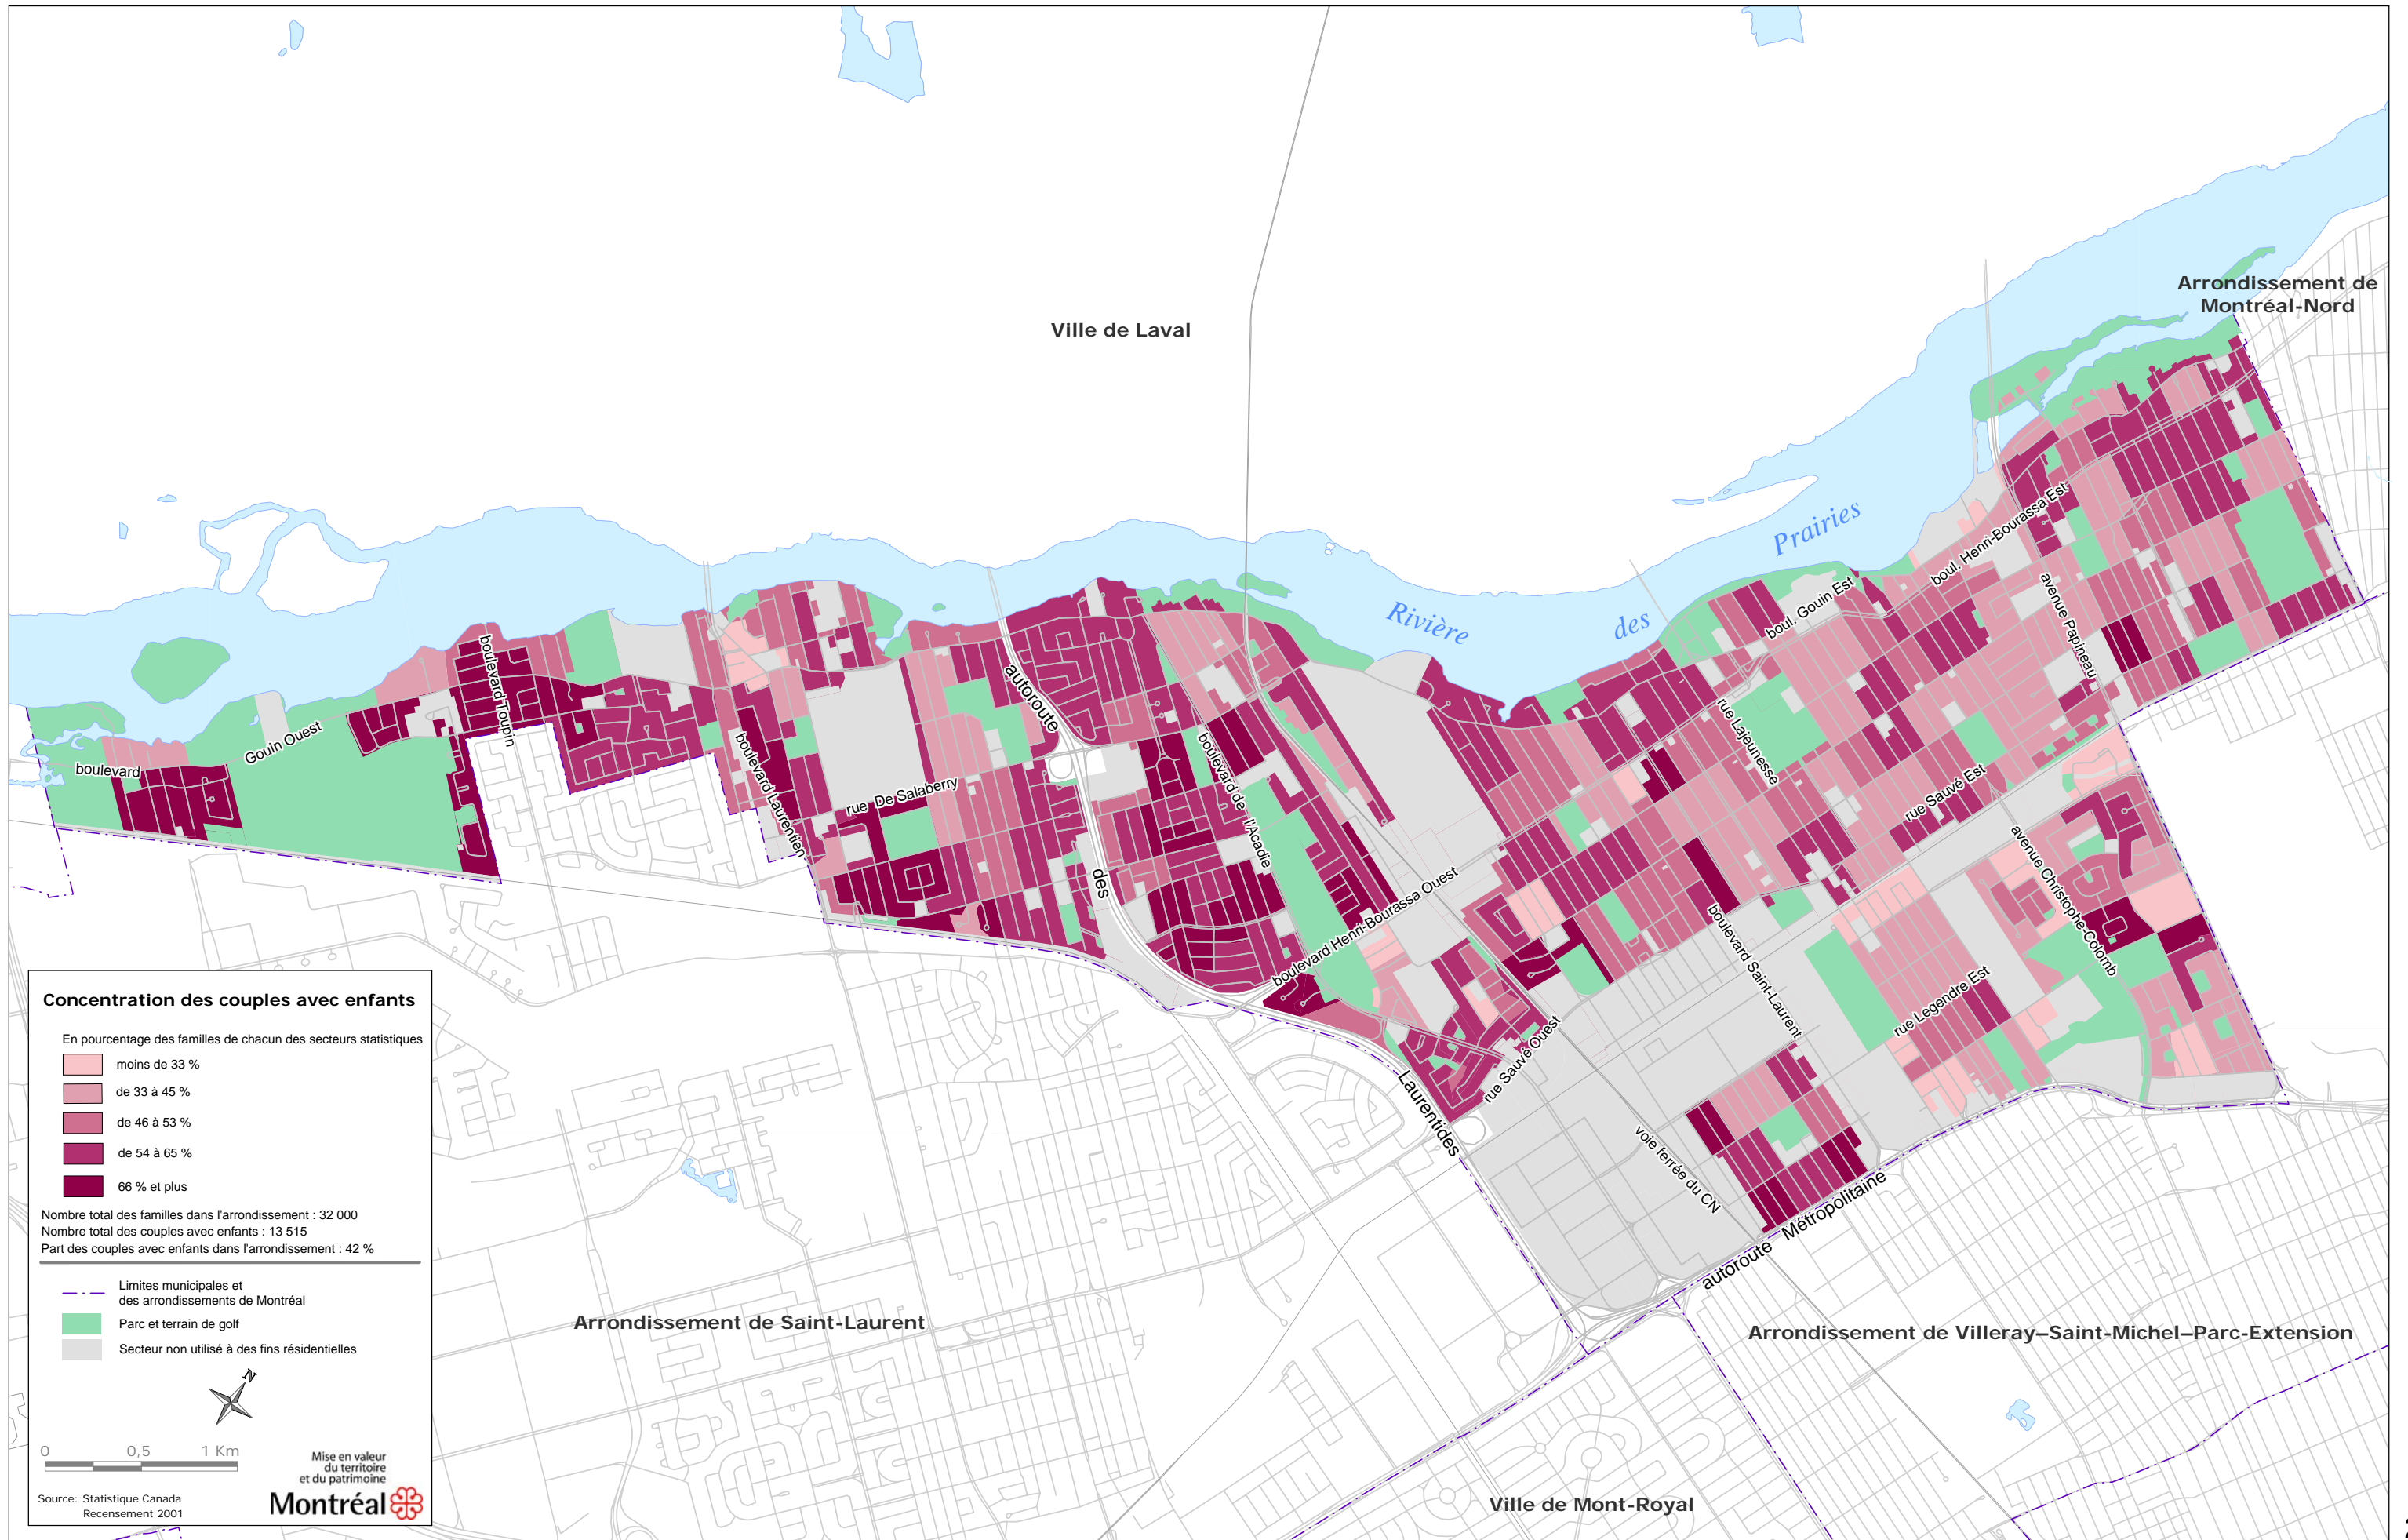 Ville de Laval
Arrondissement de
Montréal-Nord
Rivière
des
Prairies
boulevard
Gouin Ouest
boulevard Toupin
boulevard Laurentien
rue De Salaberry
autoroute
des
Laurentides
boulevard de
l'Acadie
boulevard Henri-Bourassa Ouest
rue Sauvé Ouest
boul. Gouin Est
boul. Henri-Bourassa Est
rue Lajeunesse
avenue Papineau
rue Sauvé Est
avenue Christophe-Colomb
boulevard Saint-Laurent
rue Legendre Est
voie ferrée du CN
autoroute Métropolitaine
Arrondissement de Saint-Laurent
Arrondissement de Villeray–Saint-Michel–Parc-Extension
Ville de Mont-Royal
Concentration des couples avec enfants
En pourcentage des familles de chacun des secteurs statistiques
moins de 33 %
de 33 à 45 %
de 46 à 53 %
de 54 à 65 %
66 % et plus
Nombre total des familles dans l'arrondissement : 32 000
Nombre total des couples avec enfants : 13 515
Part des couples avec enfants dans l'arrondissement : 42 %
Limites municipales et
des arrondissements de Montréal
Parc et terrain de golf
Secteur non utilisé à des fins résidentielles
N
0 0,5 1 Km
Mise en valeur
du territoire
et du patrimoine
Montréal
Source: Statistique Canada
Recensement 2001